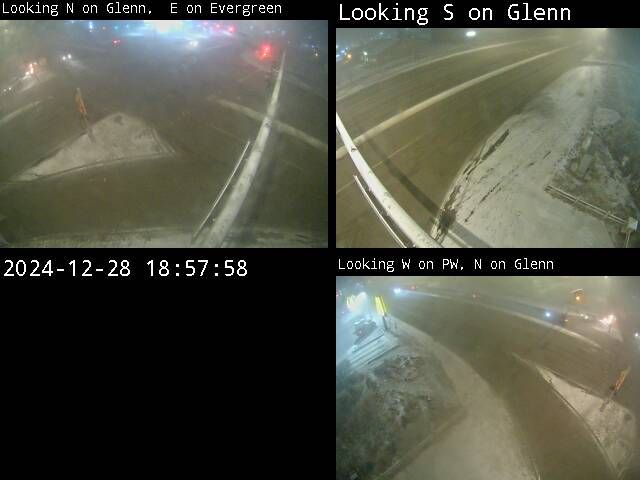 Looking N on Glenn,  E on Evergreen
Looking S on Glenn
2024-12-28 18:57:58
Looking W on PW, N on Glenn